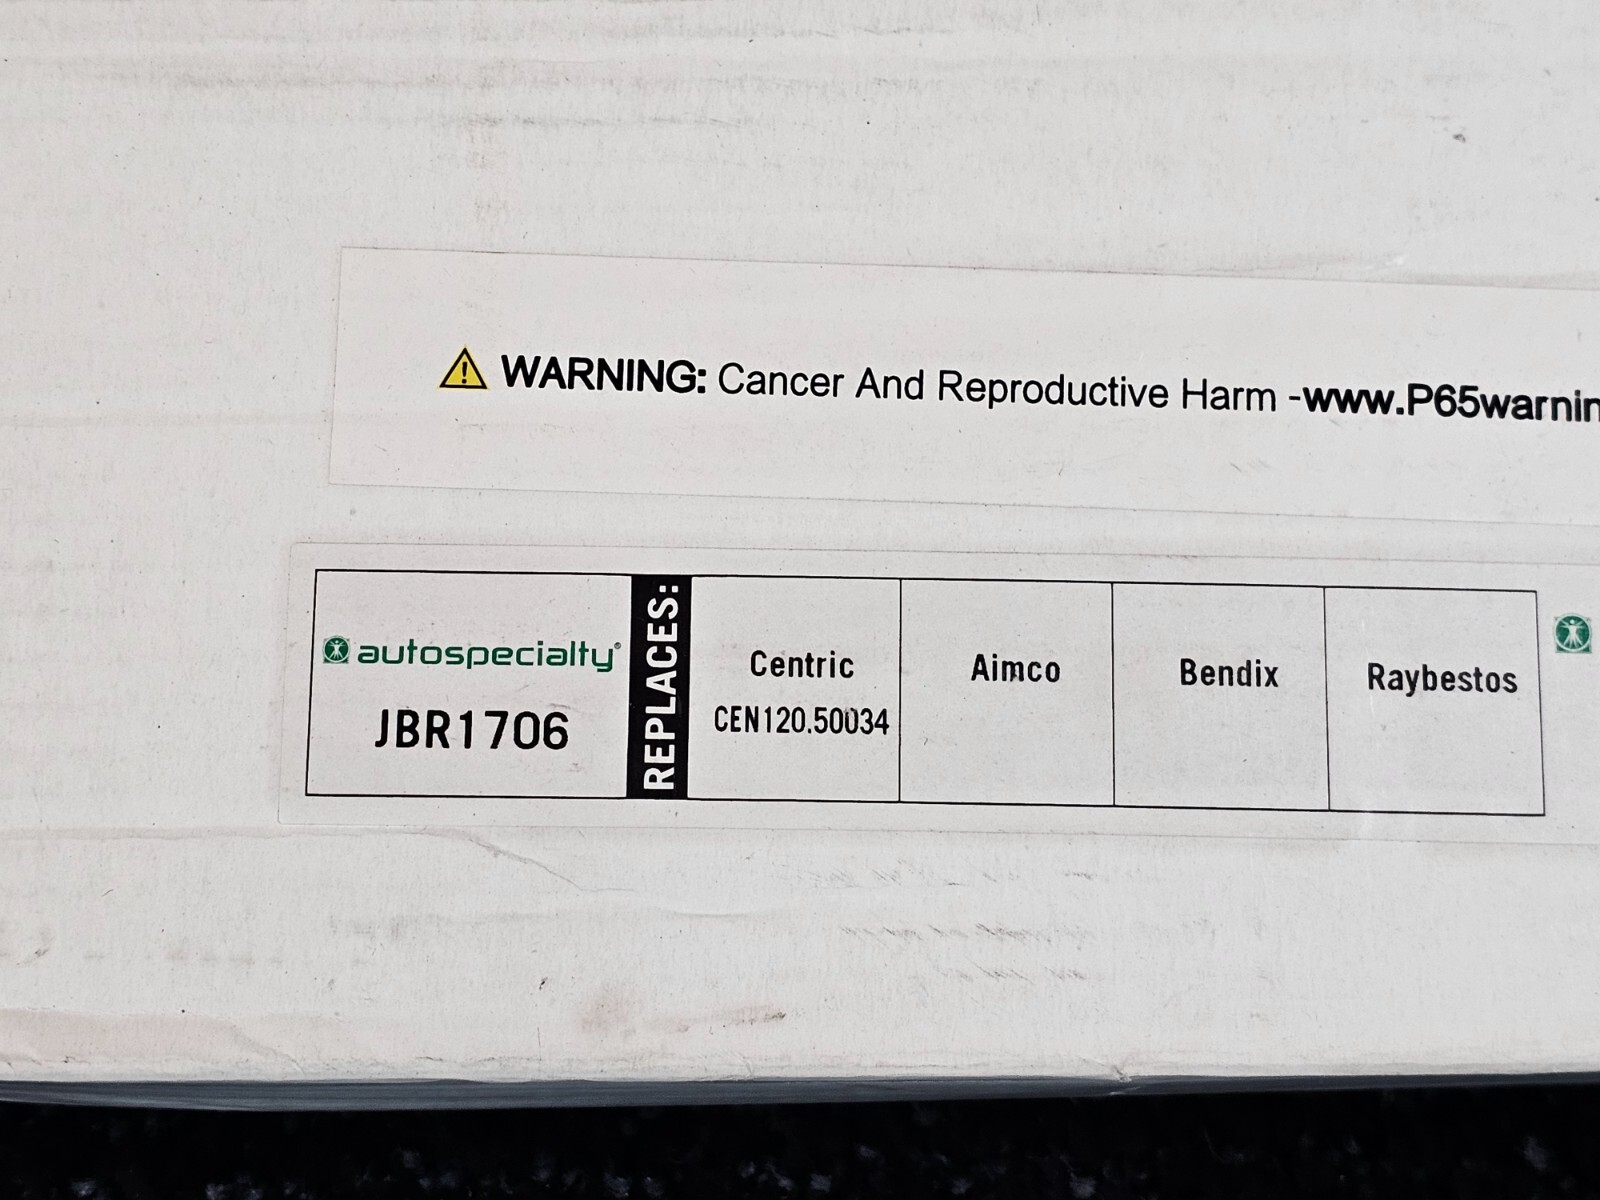 WARNING: Cancer And Reproductive Harm -www.P65warnin
autospecialty®
JBR1706
REPLACES:
Centric
CEN120.50034
Aimco
Bendix
Raybestos